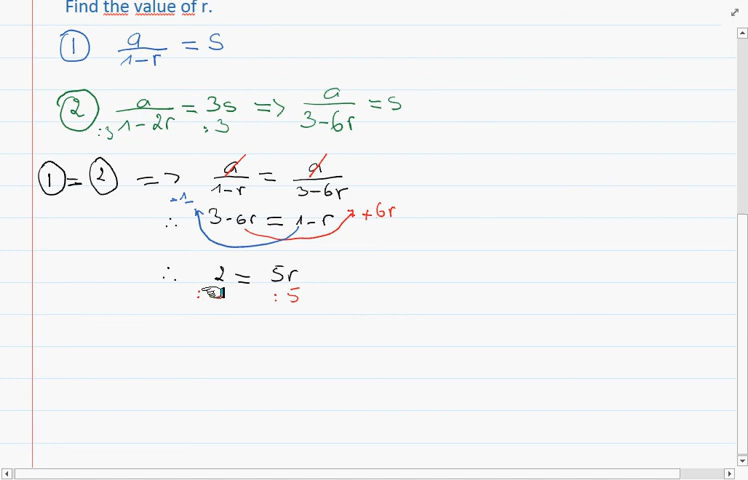 Find the value of r.
① a/1-r = S
② a/1-2r = 3s => a/3-6r = s
:3 :3
① = ② => a/1-r = a/3-6r
-1
∴ 3-6r = 1-r +6r
∴ 2 = 5r
: : 5